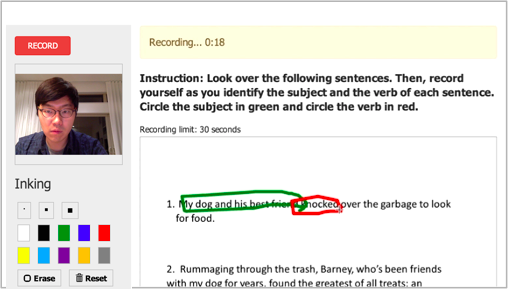 RECORD
Recording... 0:18
Instruction: Look over the following sentences. Then, record
yourself as you identify the subject and the verb of each sentence.
Circle the subject in green and circle the verb in red.
Recording limit: 30 seconds
Inking
Erase
Reset
1. My dog and his best friend knocked over the garbage to look
for food.
2. Rummaging through the trash, Barney, who's been friends
with my dog for years, found the greatest of all treats: an